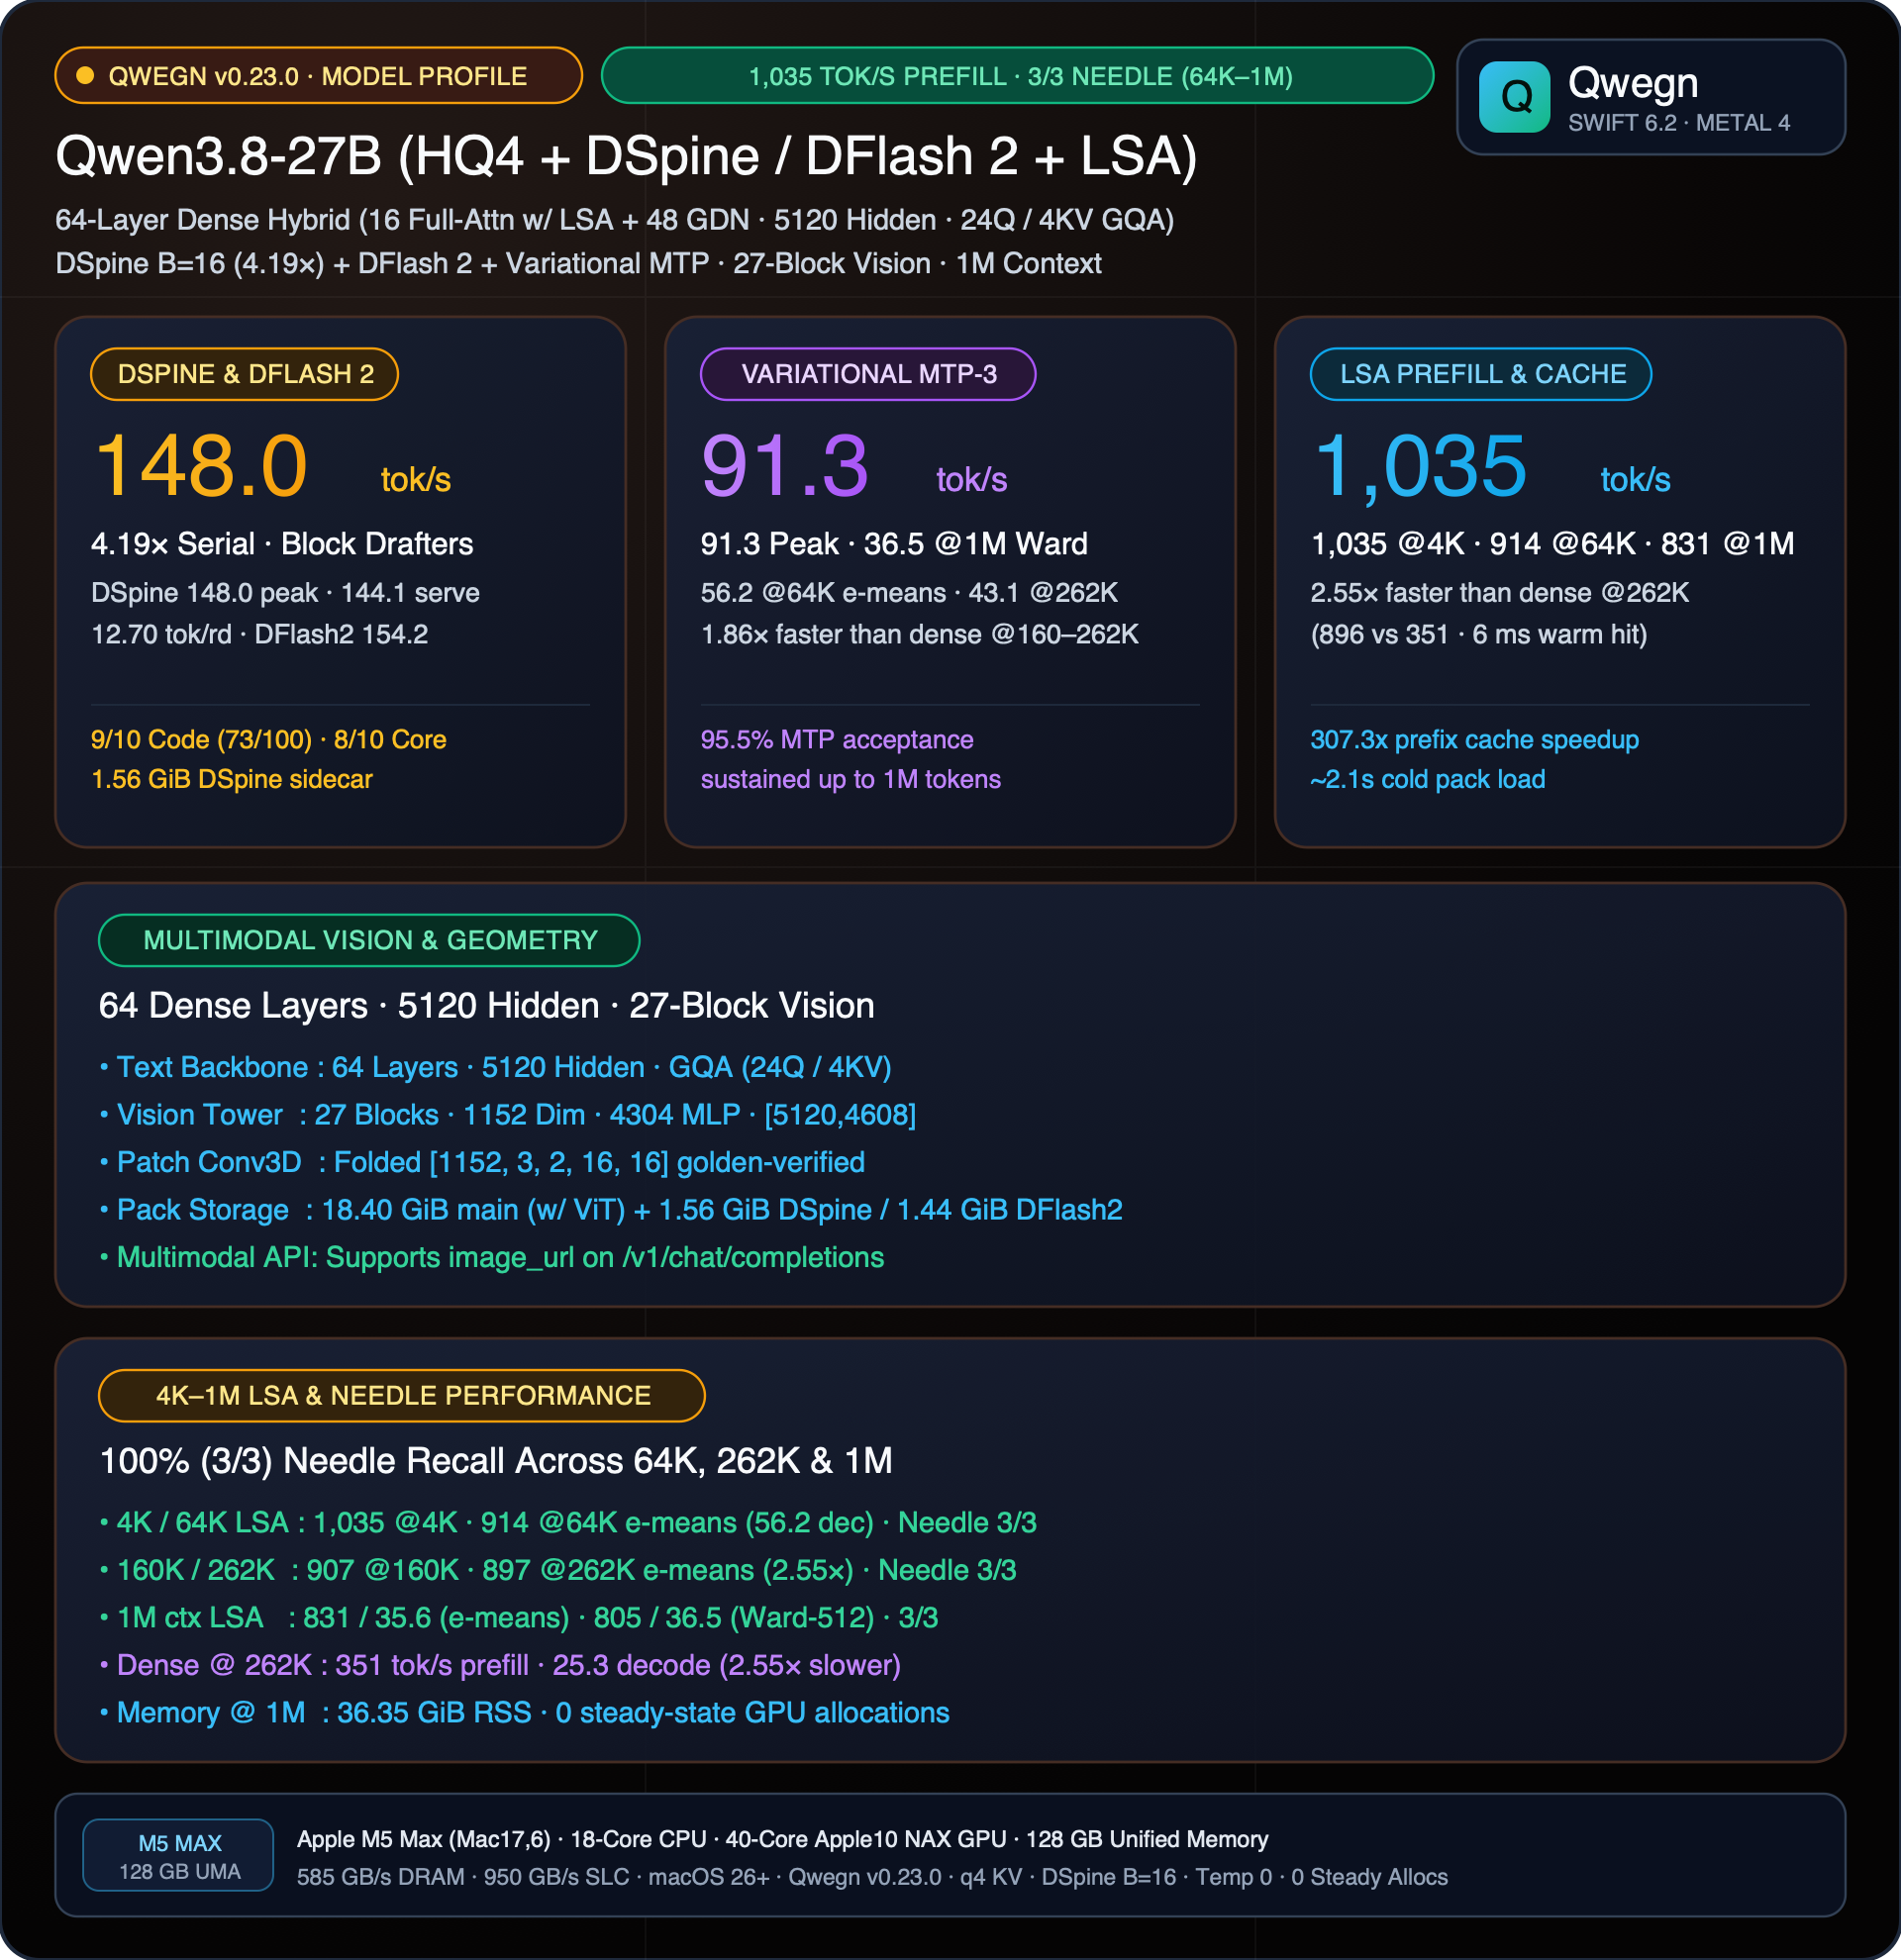 QWEGN v0.23.0 · MODEL PROFILE
1,035 TOK/S PREFILL · 3/3 NEEDLE (64K–1M)
Q
Qwegn
SWIFT 6.2 · METAL 4
Qwen3.8-27B (HQ4 + DSpine / DFlash 2 + LSA)
64-Layer Dense Hybrid (16 Full-Attn w/ LSA + 48 GDN · 5120 Hidden · 24Q / 4KV GQA)
DSpine B=16 (4.19×) + DFlash 2 + Variational MTP · 27-Block Vision · 1M Context
DSPINE & DFLASH 2
148.0 tok/s
4.19× Serial · Block Drafters
DSpine 148.0 peak · 144.1 serve
12.70 tok/rd · DFlash2 154.2
9/10 Code (73/100) · 8/10 Core
1.56 GiB DSpine sidecar
VARIATIONAL MTP-3
91.3 tok/s
91.3 Peak · 36.5 @1M Ward
56.2 @64K e-means · 43.1 @262K
1.86× faster than dense @160–262K
95.5% MTP acceptance
sustained up to 1M tokens
LSA PREFILL & CACHE
1,035 tok/s
1,035 @4K · 914 @64K · 831 @1M
2.55× faster than dense @262K
(896 vs 351 · 6 ms warm hit)
307.3x prefix cache speedup
~2.1s cold pack load
MULTIMODAL VISION & GEOMETRY
64 Dense Layers · 5120 Hidden · 27-Block Vision
• Text Backbone : 64 Layers · 5120 Hidden · GQA (24Q / 4KV)
• Vision Tower : 27 Blocks · 1152 Dim · 4304 MLP · [5120,4608]
• Patch Conv3D : Folded [1152, 3, 2, 16, 16] golden-verified
• Pack Storage : 18.40 GiB main (w/ ViT) + 1.56 GiB DSpine / 1.44 GiB DFlash2
• Multimodal API: Supports image_url on /v1/chat/completions
4K–1M LSA & NEEDLE PERFORMANCE
100% (3/3) Needle Recall Across 64K, 262K & 1M
• 4K / 64K LSA : 1,035 @4K · 914 @64K e-means (56.2 dec) · Needle 3/3
• 160K / 262K : 907 @160K · 897 @262K e-means (2.55×) · Needle 3/3
• 1M ctx LSA : 831 / 35.6 (e-means) · 805 / 36.5 (Ward-512) · 3/3
• Dense @ 262K : 351 tok/s prefill · 25.3 decode (2.55× slower)
• Memory @ 1M : 36.35 GiB RSS · 0 steady-state GPU allocations
M5 MAX
128 GB UMA
Apple M5 Max (Mac17,6) · 18-Core CPU · 40-Core Apple10 NAX GPU · 128 GB Unified Memory
585 GB/s DRAM · 950 GB/s SLC · macOS 26+ · Qwegn v0.23.0 · q4 KV · DSpine B=16 · Temp 0 · 0 Steady Allocs